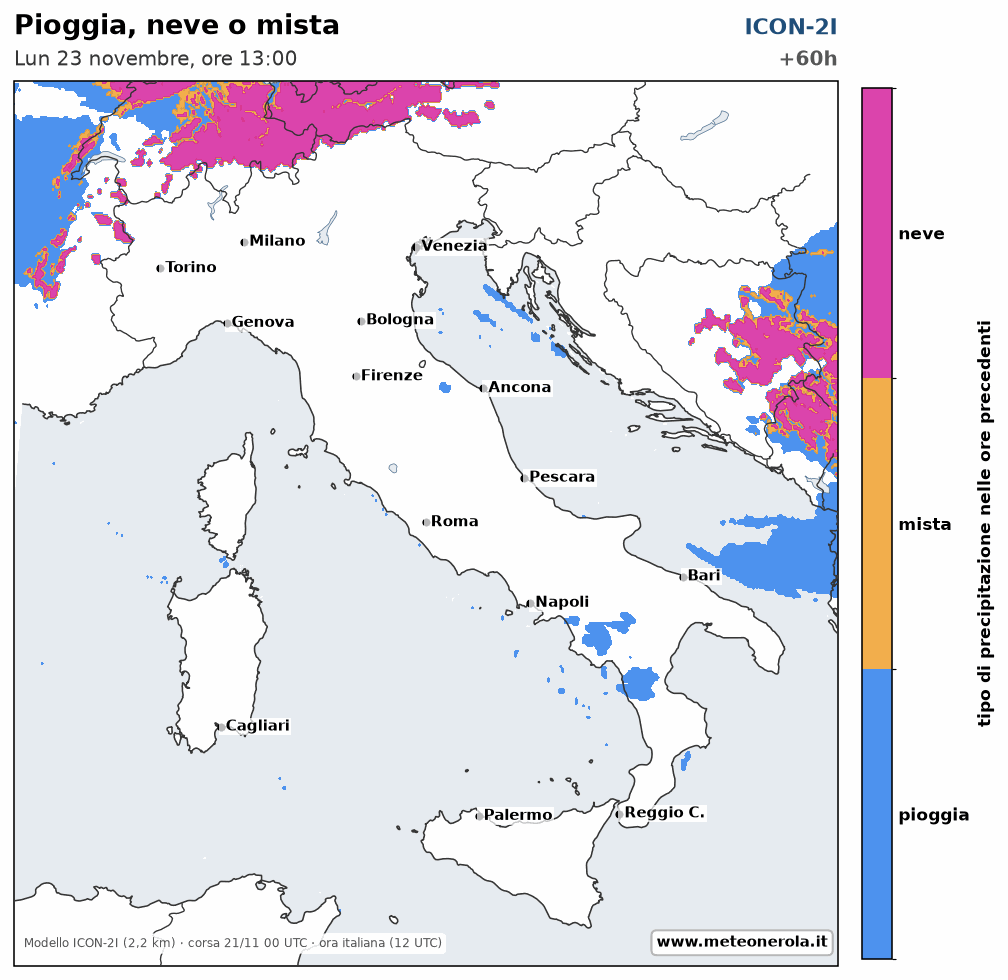 Pioggia, neve o mista
ICON-2I
Lun 23 novembre, ore 13:00
+60h
neve
Milano
Venezia
Torino
Bologna
Genova
Firenze
Ancona
Pescara
mista
Roma
Bari
Napoli
tipo di precipitazione nelle ore precedenti
Cagliari
Palermo
Reggio C.
pioggia
Modello ICON-2I (2,2 km) · corsa 21/11 00 UTC · ora italiana (12 UTC)
www.meteonerola.it